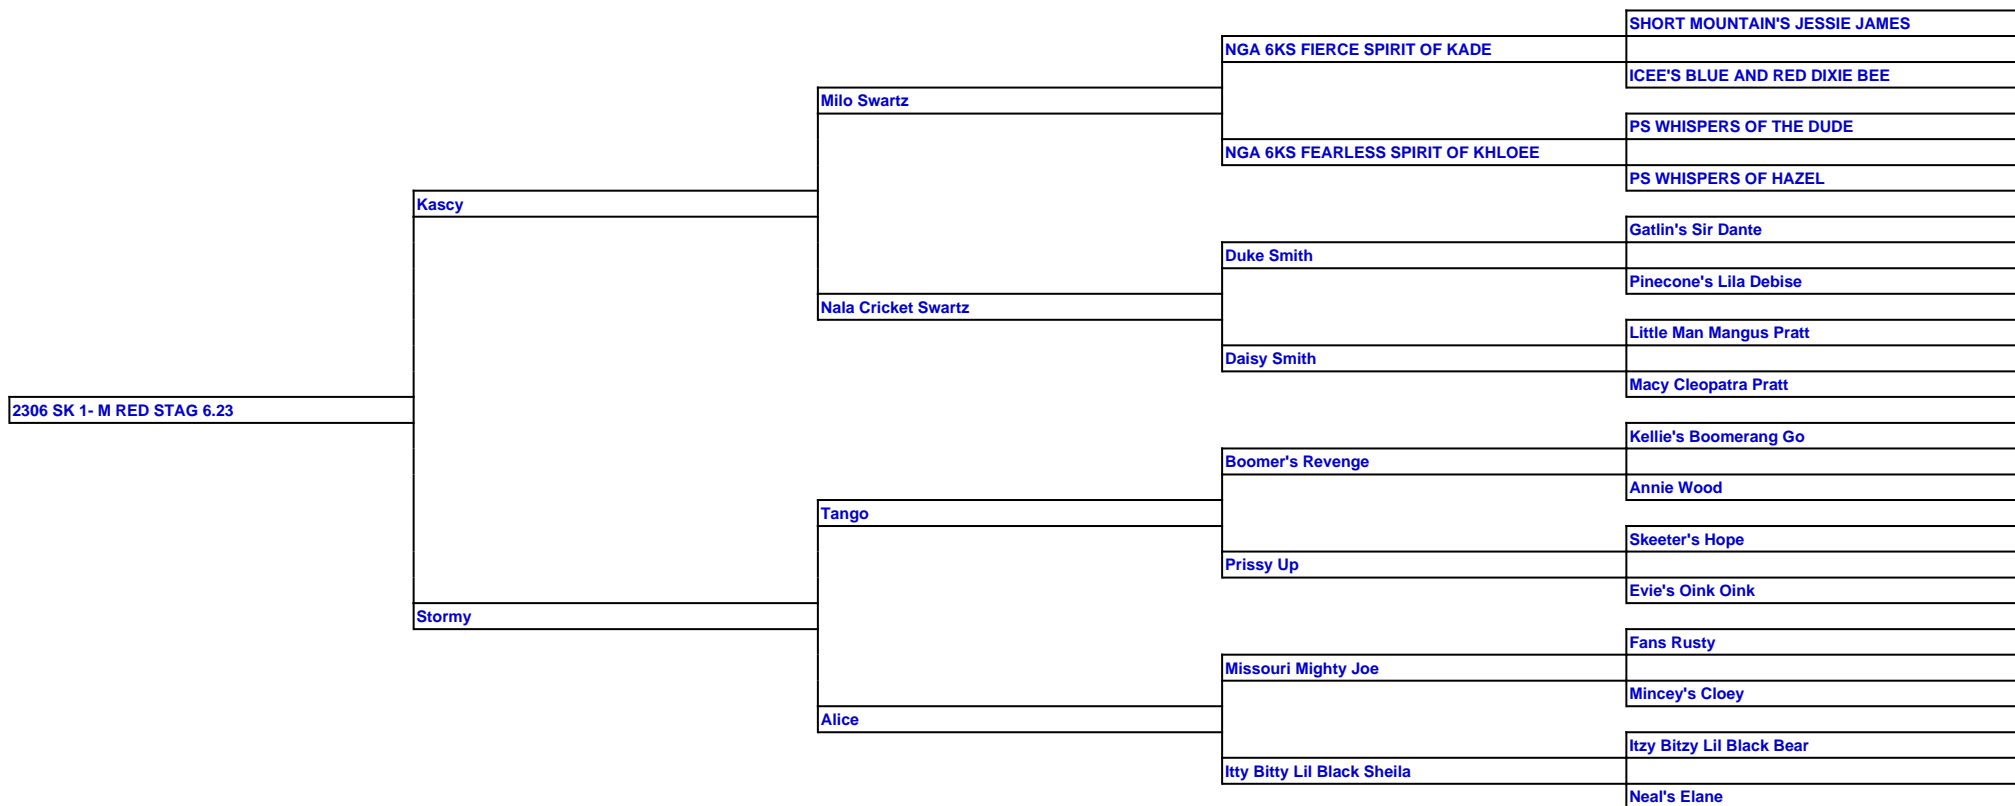 SHORT MOUNTAIN'S JESSIE JAMES
NGA 6KS FIERCE SPIRIT OF KADE
ICEE'S BLUE AND RED DIXIE BEE
Milo Swartz
PS WHISPERS OF THE DUDE
NGA 6KS FEARLESS SPIRIT OF KHLOEE
PS WHISPERS OF HAZEL
Kascy
Gatlin's Sir Dante
Duke Smith
Pinecone's Lila Debise
Nala Cricket Swartz
Little Man Mangus Pratt
Daisy Smith
Macy Cleopatra Pratt
2306 SK 1- M RED STAG 6.23
Kellie's Boomerang Go
Boomer's Revenge
Annie Wood
Tango
Skeeter's Hope
Prissy Up
Evie's Oink Oink
Stormy
Fans Rusty
Missouri Mighty Joe
Mincey's Cloey
Alice
Itzy Bitzy Lil Black Bear
Itty Bitty Lil Black Sheila
Neal's Elane